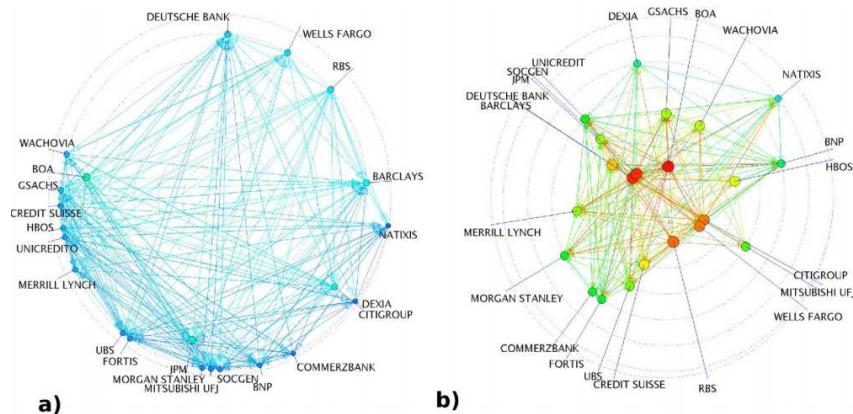 DEUTSCHE BANK
WELLS FARGO
RBS
WACHOVIA
BOA
GSACHS
CREDIT SUISSE
HBOS
UNICREDITO
MERRILL LYNCH
BARCLAYS
NATIXIS
DEXIA
CITIGROUP
UBS
FORTIS
JPM
MORGAN STANLEY
MITSUBISHI UFJ
SOCGEN
BNP
COMMERZBANK
a)
GSACHS
BOA
DEXIA
WACHOVIA
UNICREDIT
SOCGEN
JPM
DEUTSCHE BANK
BARCLAYS
NATIXIS
BNP
HBOS
MERRILL LYNCH
MORGAN STANLEY
CITIGROUP
MITSUBISHI UFJ
WELLS FARGO
COMMERZBANK
FORTIS
UBS
CREDIT SUISSE
RBS
b)